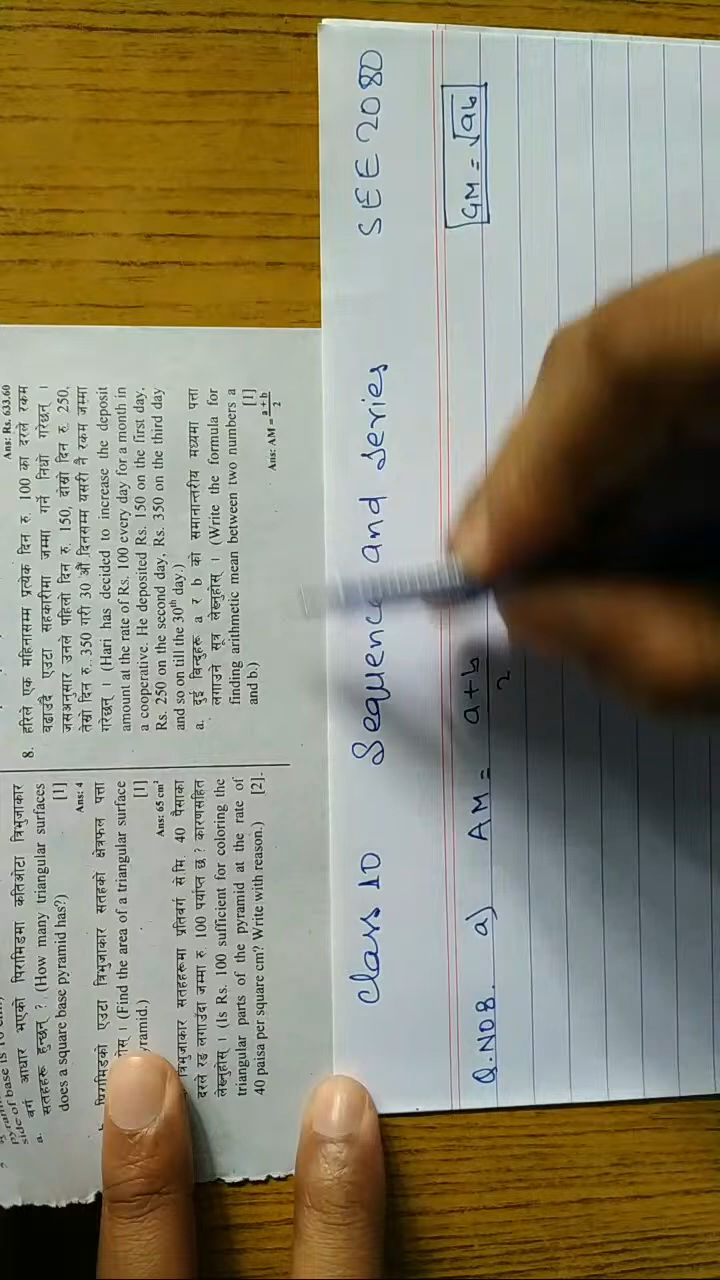 side of base is 10 cm,
वर्ग आधार भएको पिरामिडमा कतिओटा त्रिभुजाकार
a. सतहहरू हुन्छन् ? (How many triangular surfaces
does a square base pyramid has?) [1]
Ans: 4
पिरामिडको एउटा त्रिभुजाकार सतहको क्षेत्रफल पत्ता
(Find the area of a triangular surface
[1]
Ans: 65 cm²
त्रिभुजाकार सतहहरूमा प्रतिवर्ग से.मि. 40 पैसाका
दरले रङ लगाउँदा जम्मा रु. 100 पर्याप्त छ ? कारणसहित
लेख्नुहोस् । (Is Rs. 100 sufficient for coloring the
triangular parts of the pyramid at the rate of
40 paisa per square cm? Write with reason.) [2].
Ans: Rs. 633.60
8. हरिले एक महिनासम्म प्रत्येक दिन रु. 100 का दरले रकम
बढाउदै एउटा सहकारीमा जम्मा गर्ने निधो गरेछन् ।
जसअनुसार उनले पहिलो दिन रु. 150, दोस्रो दिन रु. 250,
तेस्रो दिन रु. 350 गरी 30 औं दिनसम्म यसरी नै रकम जम्मा
गरेछन् । (Hari has decided to increase the deposit
amount at the rate of Rs. 100 every day for a month in
a cooperative. He deposited Rs. 150 on the first day,
Rs. 250 on the second day, Rs. 350 on the third day
and so on till the 30th day.)
a. दुई बिन्दुहरू a र b को समानान्तरीय मध्यमा पत्ता
लगाउने सूत्र लेख्नुहोस् । (Write the formula for
finding arithmetic mean between two numbers a
and b.) [1]
Ans: AM = a + b / 2
Class 10 Sequence and series SEE 2080
Q.NO8. a) AM = a+b / 2 GM = √ab